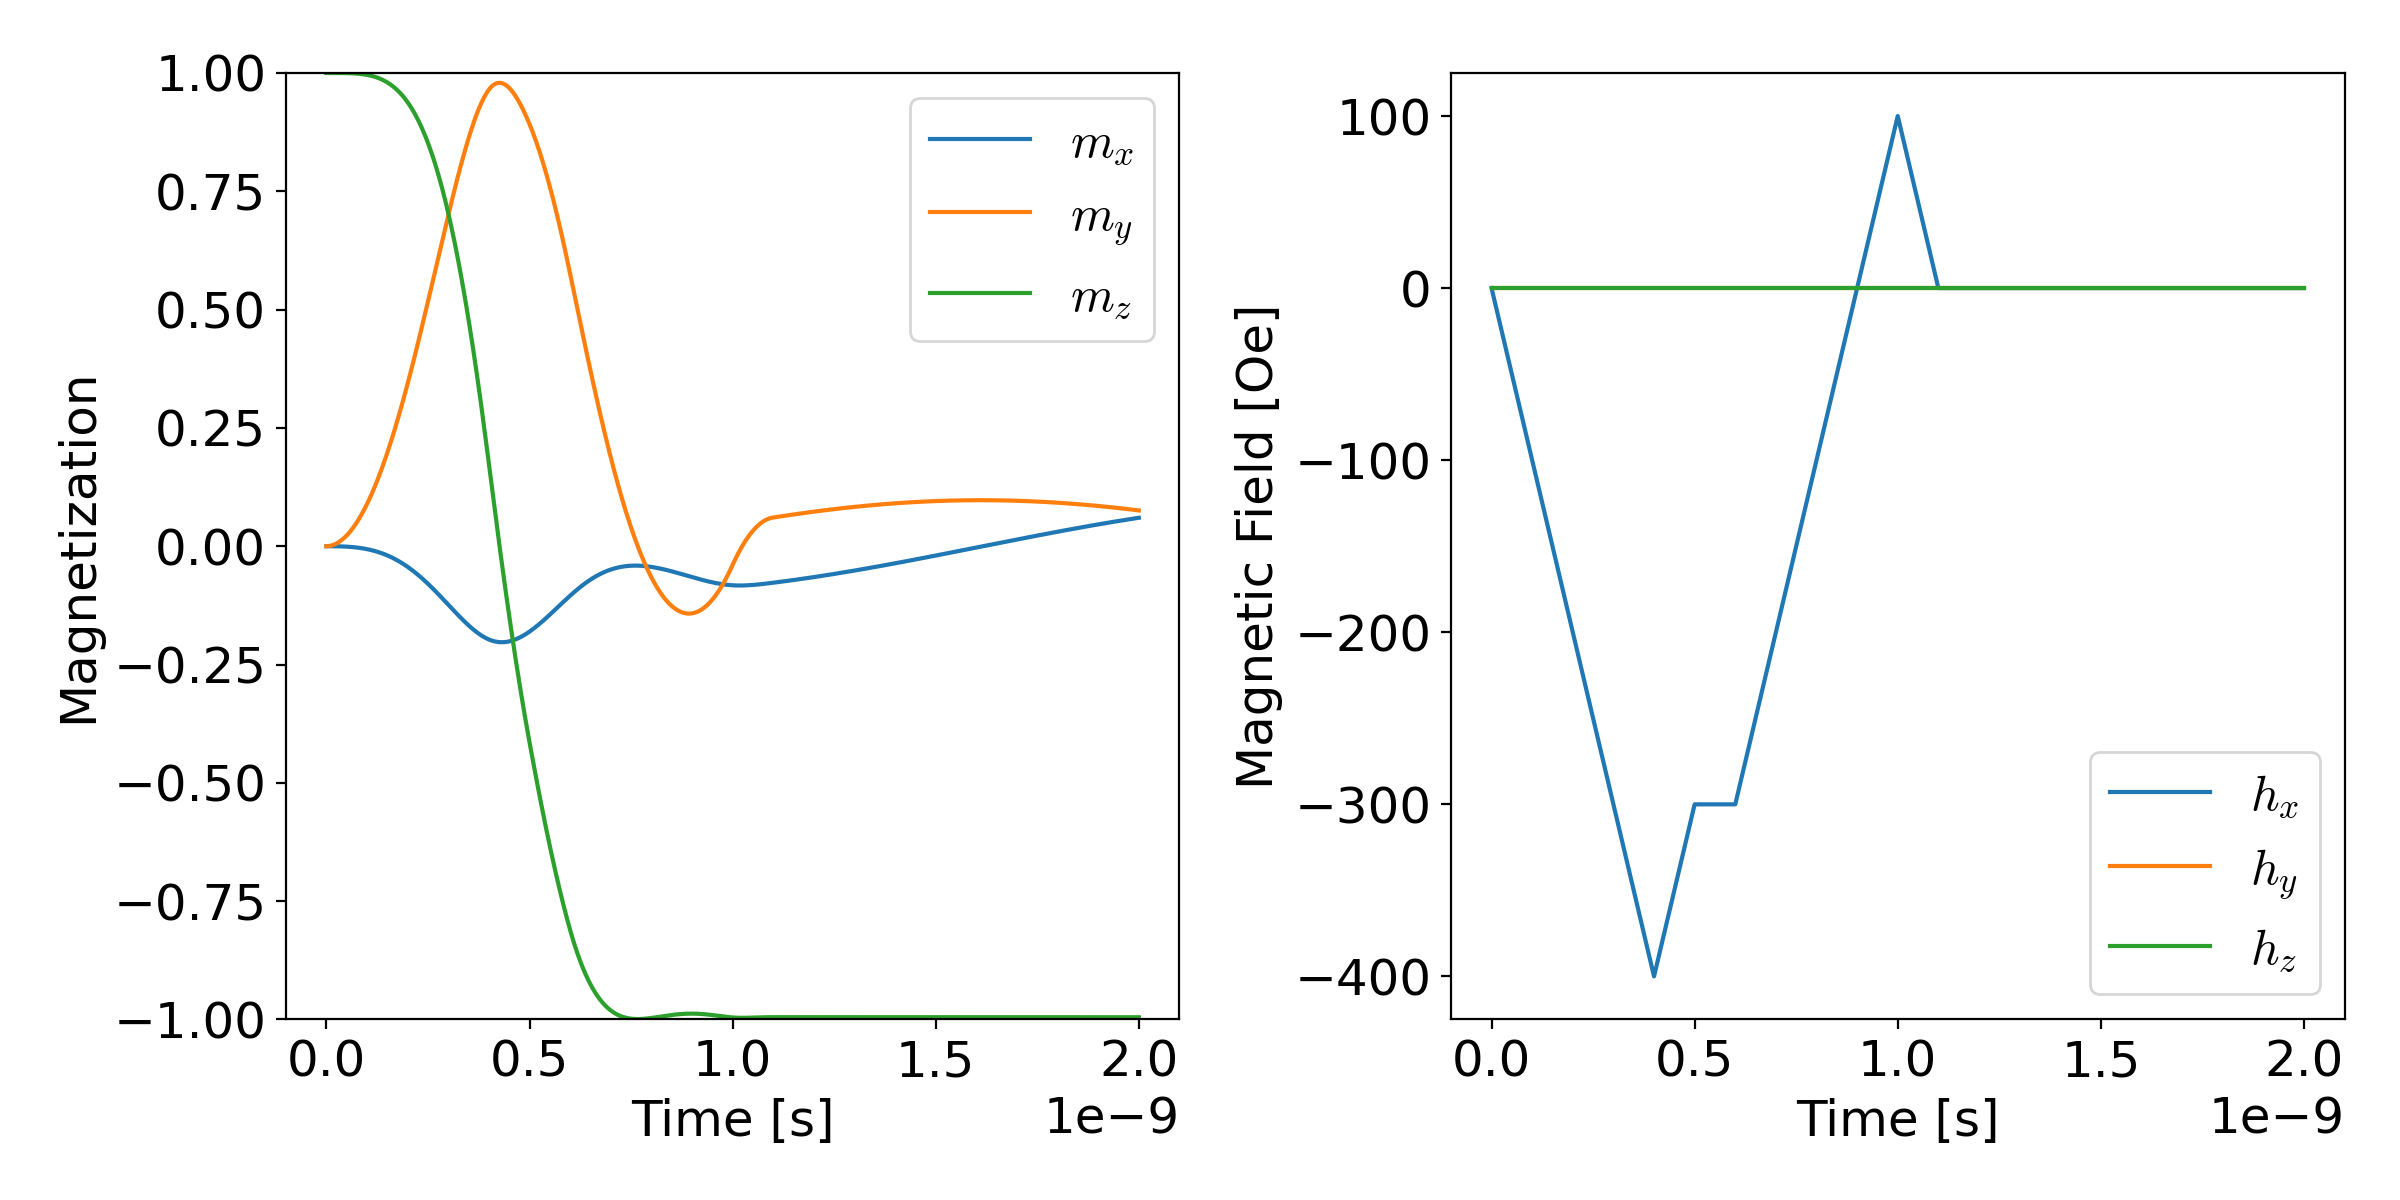 1.00
0.75
0.50
0.25
0.00
−0.25
−0.50
−0.75
−1.00
Magnetization
0.0 0.5 1.0 1.5 2.0
Time [s]
1e−9
m_x
m_y
m_z
100
0
−100
−200
−300
−400
Magnetic Field [Oe]
0.0 0.5 1.0 1.5 2.0
Time [s]
1e−9
h_x
h_y
h_z